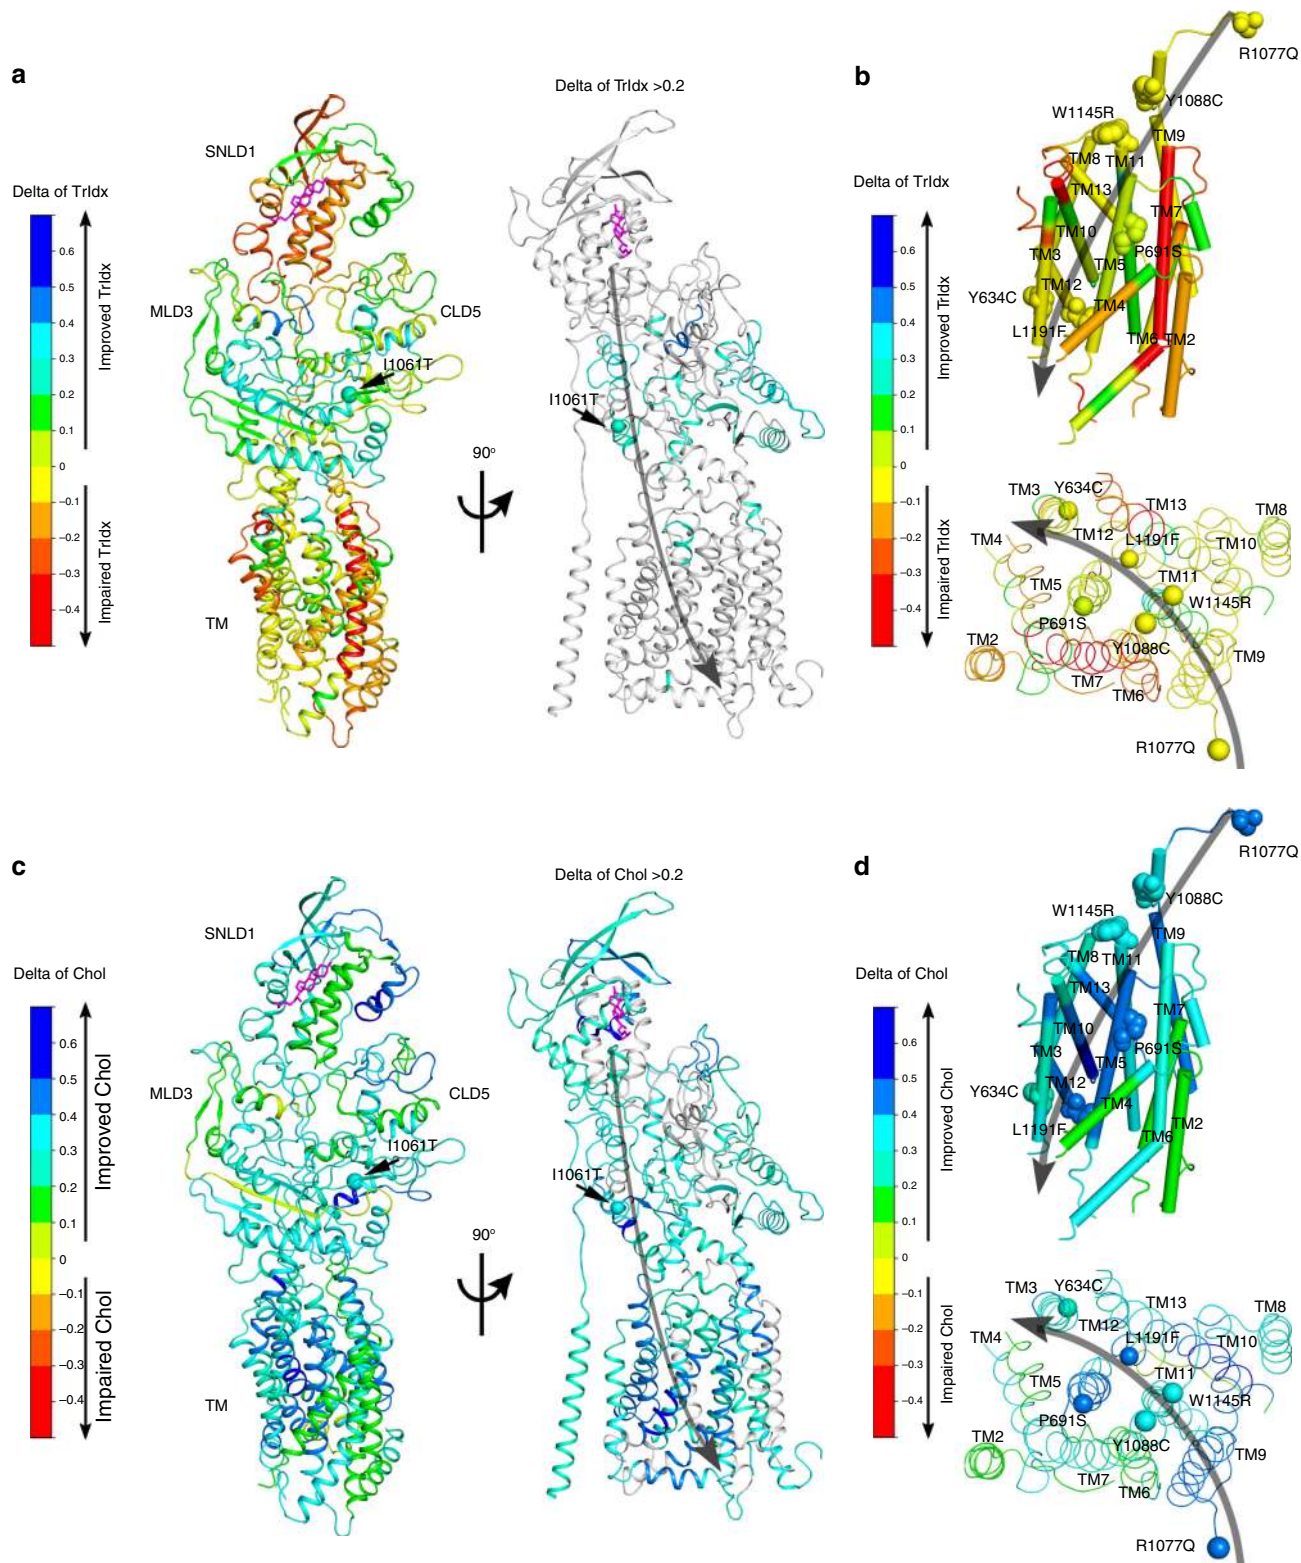 a
Delta of TrIdx >0.2
SNLD1
Delta of TrIdx
0.6
0.5
0.4
0.3
0.2
0.1
0
−0.1
−0.2
−0.3
−0.4
Improved TrIdx
Impaired TrIdx
MLD3
CLD5
I1061T
TM
90°
I1061T
b
R1077Q
Y1088C
W1145R
TM9
TM8
TM11
TM13
TM7
TM10
P691S
TM3
TM5
TM12
Y634C
TM4
L1191F
TM6
TM2
Delta of TrIdx
0.6
0.5
0.4
0.3
0.2
0.1
0
−0.1
−0.2
−0.3
−0.4
Improved TrIdx
Impaired TrIdx
TM3
Y634C
TM13
TM8
TM4
TM12
L1191F
TM10
TM5
TM11
W1145R
P691S
TM2
Y1088C
TM9
TM7
TM6
R1077Q
c
Delta of Chol >0.2
SNLD1
Delta of Chol
0.6
0.5
0.4
0.3
0.2
0.1
0
−0.1
−0.2
−0.3
−0.4
Improved Chol
Impaired Chol
MLD3
CLD5
I1061T
TM
90°
I1061T
d
R1077Q
Y1088C
W1145R
TM9
TM8
TM11
TM13
TM7
TM10
P691S
TM3
TM5
TM12
Y634C
TM4
L1191F
TM6
TM2
Delta of Chol
0.6
0.5
0.4
0.3
0.2
0.1
0
−0.1
−0.2
−0.3
−0.4
Improved Chol
Impaired Chol
TM3
Y634C
TM13
TM8
TM4
TM12
L1191F
TM10
TM5
TM11
W1145R
P691S
TM2
Y1088C
TM9
TM7
TM6
R1077Q